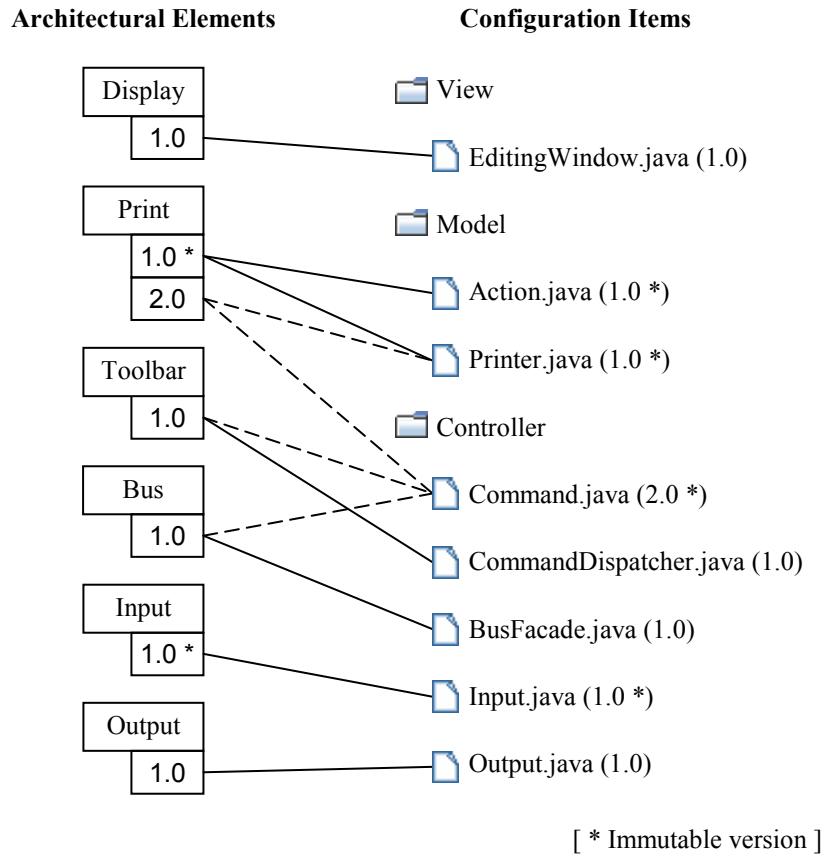 Architectural Elements
Configuration Items
Display
1.0
Print
1.0 *
2.0
Toolbar
1.0
Bus
1.0
Input
1.0 *
Output
1.0
View
EditingWindow.java (1.0)
Model
Action.java (1.0 *)
Printer.java (1.0 *)
Controller
Command.java (2.0 *)
CommandDispatcher.java (1.0)
BusFacade.java (1.0)
Input.java (1.0 *)
Output.java (1.0)
[ * Immutable version ]